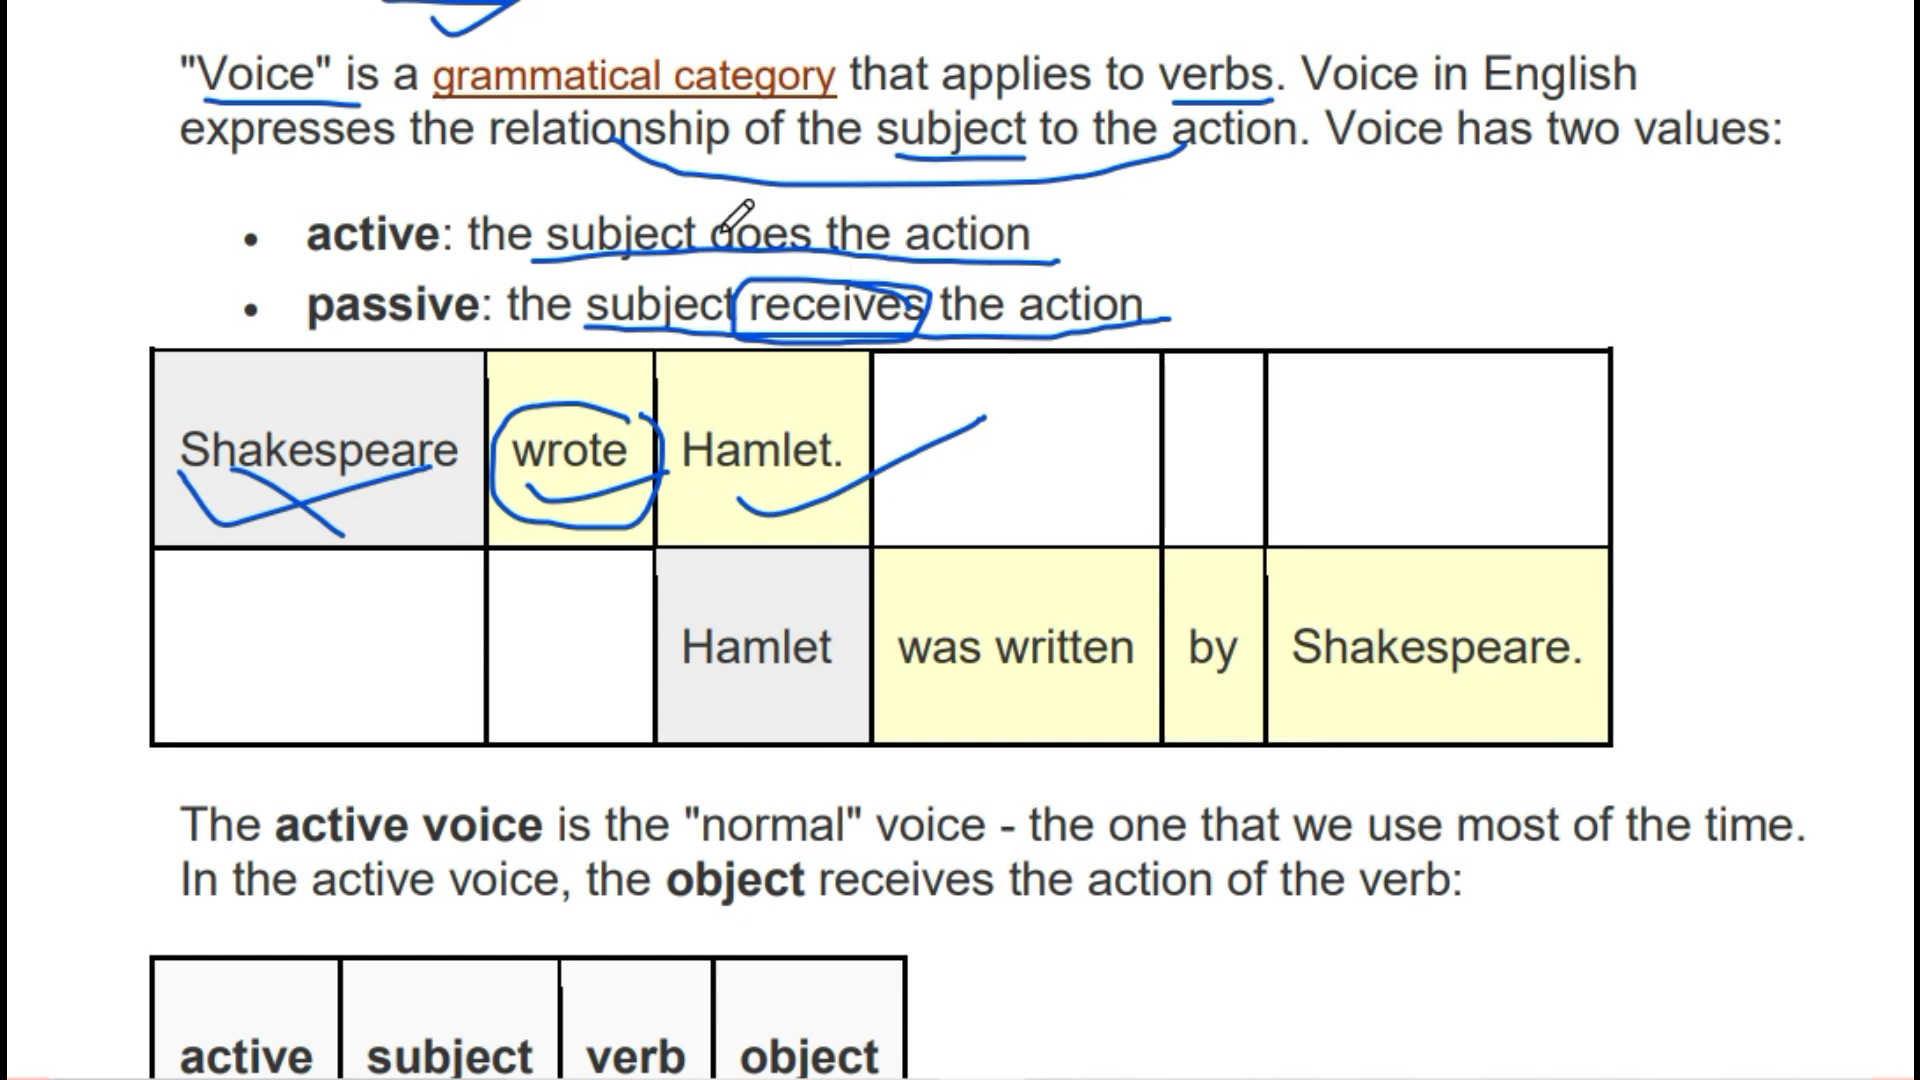 "Voice" is a grammatical category that applies to verbs. Voice in English
expresses the relationship of the subject to the action. Voice has two values:
• active: the subject does the action
• passive: the subject receives the action
Shakespeare wrote Hamlet.
Hamlet was written by Shakespeare.
The active voice is the "normal" voice - the one that we use most of the time.
In the active voice, the object receives the action of the verb:
active subject verb object